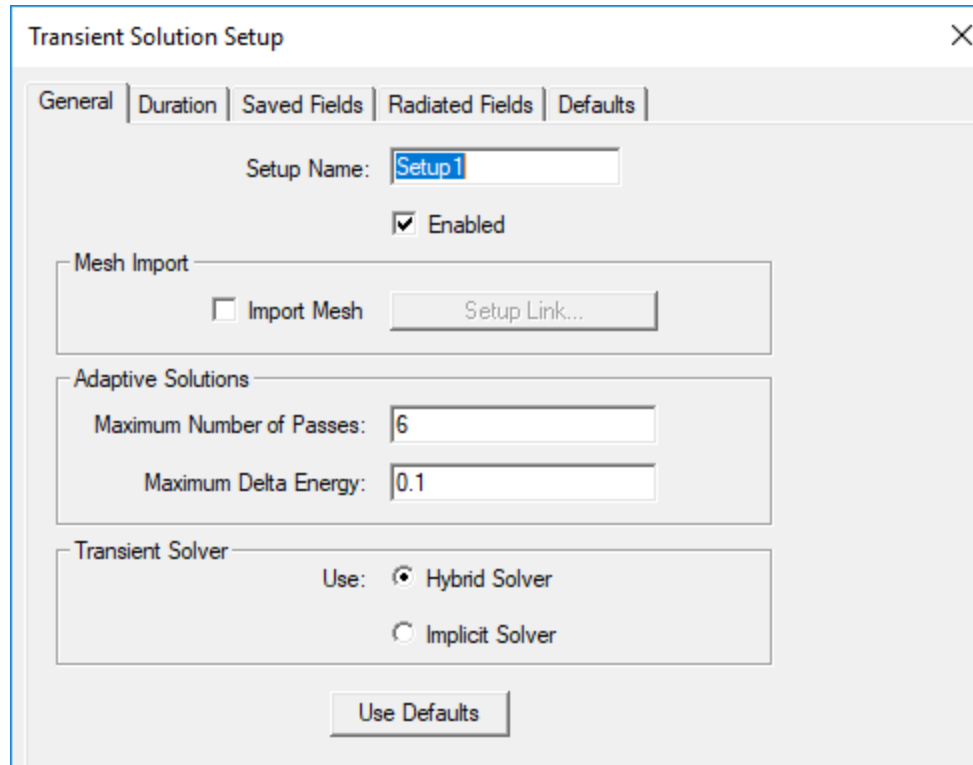 Transient Solution Setup
General Duration Saved Fields Radiated Fields Defaults
Setup Name: Setup1
Enabled
Mesh Import
Import Mesh Setup Link...
Adaptive Solutions
Maximum Number of Passes: 6
Maximum Delta Energy: 0.1
Transient Solver
Use: Hybrid Solver
Implicit Solver
Use Defaults